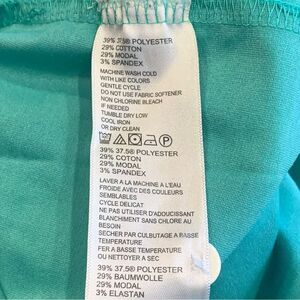 39% 37.5® POLYESTER
29% COTTON
29% MODAL
3% SPANDEX
MACHINE WASH COLD
WITH LIKE COLORS
GENTLE CYCLE
DO NOT USE FABRIC SOFTENER
NON CHLORINE BLEACH
IF NEEDED
TUMBLE DRY LOW
COOL IRON
OR DRY CLEAN
39% 37.5® POLYESTER
29% COTON
29% MODAL
3% SPANDEX
LAVER A LA MACHINE A L'EAU
FROIDE AVEC DES COULEURS
SEMBLABLES
CYCLE DELICAT
NE PAS UTILISER D'ADOUCISSANT
BLANCHIMENT SANS CHLORE AU
BESOIN
SECHER PAR CULBUTAGE A BASSE
TEMPERATURE
FER A BASSE TEMPERATURE
OU NETTOYER A SEC
39% 37.5® POLYESTER
29% BAUMWOLLE
29% MODAL
3% ELASTAN